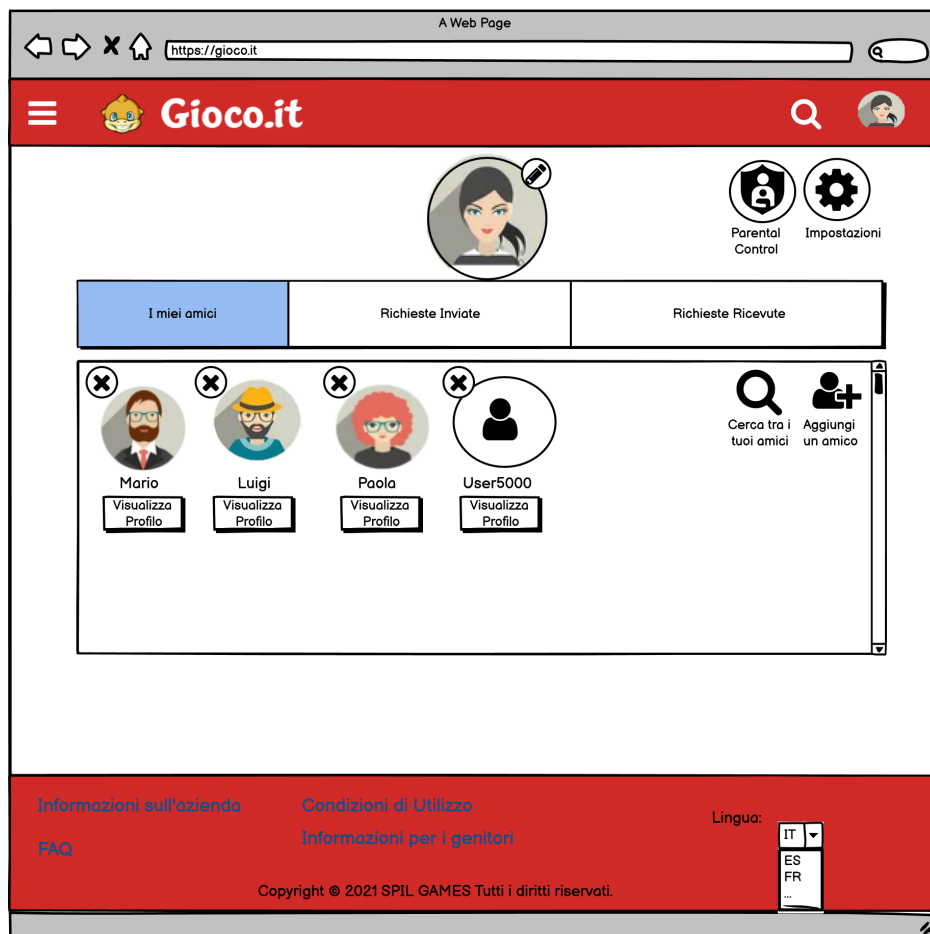 A Web Page
https://gioco.it
Gioco.it
Parental
Control
Impostazioni
I miei amici
Richieste Inviate
Richieste Ricevute
Cerca tra i
tuoi amici
Aggiungi
un amico
Mario
Luigi
Paola
User5000
Visualizza
Profilo
Visualizza
Profilo
Visualizza
Profilo
Visualizza
Profilo
Informazioni sull'azienda
Condizioni di Utilizzo
Lingua:
IT
ES
FR
...
Informazioni per i genitori
FAQ
Copyright © 2021 SPIL GAMES Tutti i diritti riservati.